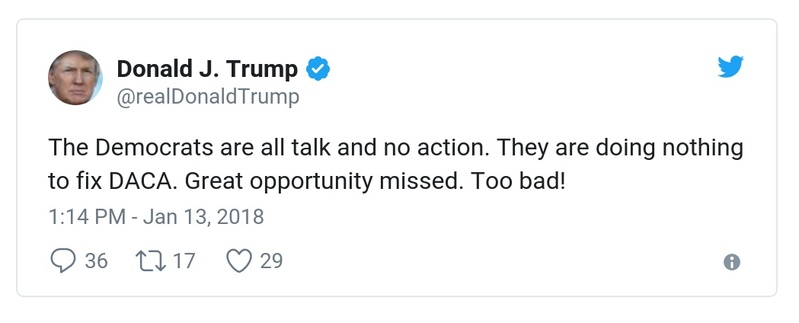 Donald J. Trump
@realDonaldTrump
The Democrats are all talk and no action. They are doing nothing
to fix DACA. Great opportunity missed. Too bad!
1:14 PM - Jan 13, 2018
36 17 29